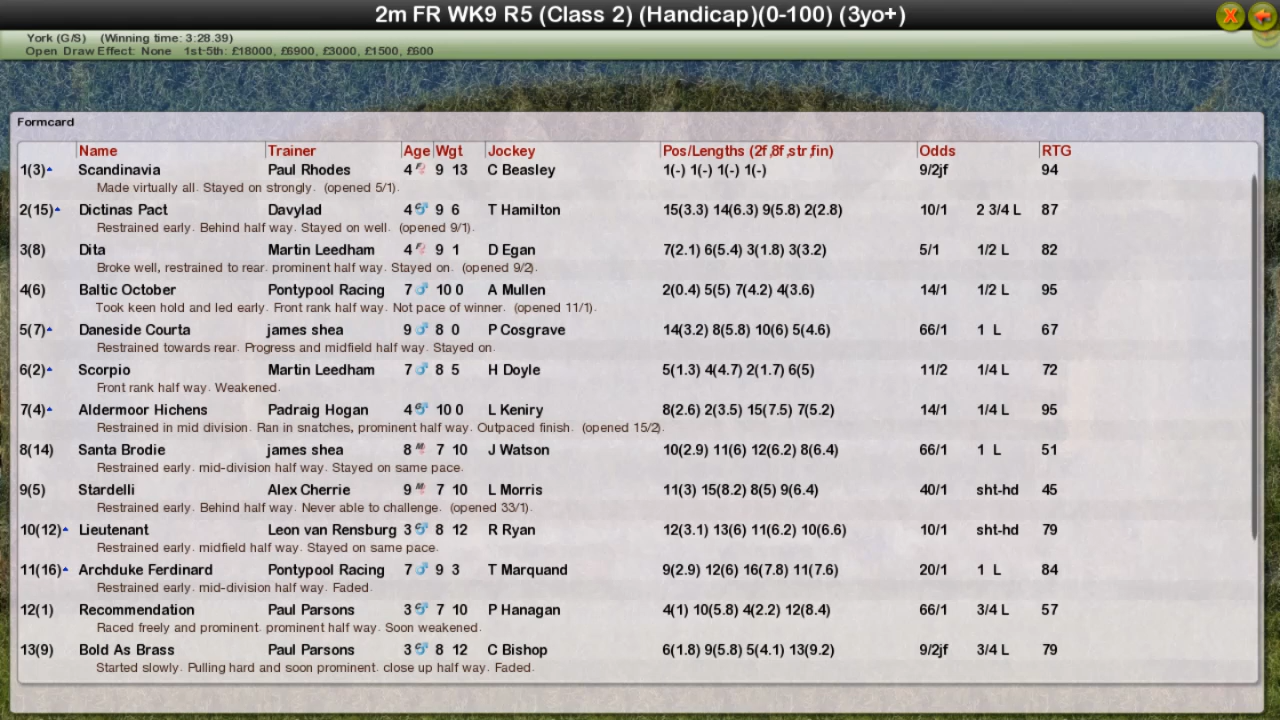 2m FR WK9 R5 (Class 2) (Handicap)(0-100) (3yo+)
York (G/S) (Winning time: 3:28.39)
Open Draw Effect: None 1st-5th: £18000, £6900, £3000, £1500, £600
Formcard
Name Trainer Age Wgt Jockey Pos/Lengths (2f,8f,str,fin) Odds RTG
1(3) Scandinavia Paul Rhodes 4 9 13 C Beasley 1(-) 1(-) 1(-) 1(-) 9/2jf 94
Made virtually all. Stayed on strongly. (opened 5/1).
2(15) Dictinas Pact Davylad 4 9 6 T Hamilton 15(3.3) 14(6.3) 9(5.8) 2(2.8) 10/1 2 3/4 L 87
Restrained early. Behind half way. Stayed on well. (opened 9/1).
3(8) Dita Martin Leedham 4 9 1 D Egan 7(2.1) 6(5.4) 3(1.8) 3(3.2) 5/1 1/2 L 82
Broke well, restrained to rear. prominent half way. Stayed on. (opened 9/2).
4(6) Baltic October Pontypool Racing 7 10 0 A Mullen 2(0.4) 5(5) 7(4.2) 4(3.6) 14/1 1/2 L 95
Took keen hold and led early. Front rank half way. Not pace of winner. (opened 11/1).
5(7) Daneside Courta james shea 9 8 0 P Cosgrave 14(3.2) 8(5.8) 10(6) 5(4.6) 66/1 1 L 67
Restrained towards rear. Progress and midfield half way. Stayed on.
6(2) Scorpio Martin Leedham 7 8 5 H Doyle 5(1.3) 4(4.7) 2(1.7) 6(5) 11/2 1/4 L 72
Front rank half way. Weakened.
7(4) Aldermoor Hichens Padraig Hogan 4 10 0 L Keniry 8(2.6) 2(3.5) 15(7.5) 7(5.2) 14/1 1/4 L 95
Restrained in mid division. Ran in snatches, prominent half way. Outpaced finish. (opened 15/2).
8(14) Santa Brodie james shea 8 7 10 J Watson 10(2.9) 11(6) 12(6.2) 8(6.4) 66/1 1 L 51
Restrained early. mid-division half way. Stayed on same pace.
9(5) Stardelli Alex Cherrie 9 7 10 L Morris 11(3) 15(8.2) 8(5) 9(6.4) 40/1 sht-hd 45
Restrained early. Behind half way. Never able to challenge. (opened 33/1).
10(12) Lieutenant Leon van Rensburg 3 8 12 R Ryan 12(3.1) 13(6) 11(6.2) 10(6.6) 10/1 sht-hd 79
Restrained early. midfield half way. Stayed on same pace.
11(16) Archduke Ferdinard Pontypool Racing 7 9 3 T Marquand 9(2.9) 12(6) 16(7.8) 11(7.6) 20/1 1 L 84
Restrained early. mid-division half way. Faded.
12(1) Recommendation Paul Parsons 3 7 10 P Hanagan 4(1) 10(5.8) 4(2.2) 12(8.4) 66/1 3/4 L 57
Raced freely and prominent. prominent half way. Soon weakened.
13(9) Bold As Brass Paul Parsons 3 8 12 C Bishop 6(1.8) 9(5.8) 5(4.1) 13(9.2) 9/2jf 3/4 L 79
Started slowly. Pulling hard and soon prominent. close up half way. Faded.